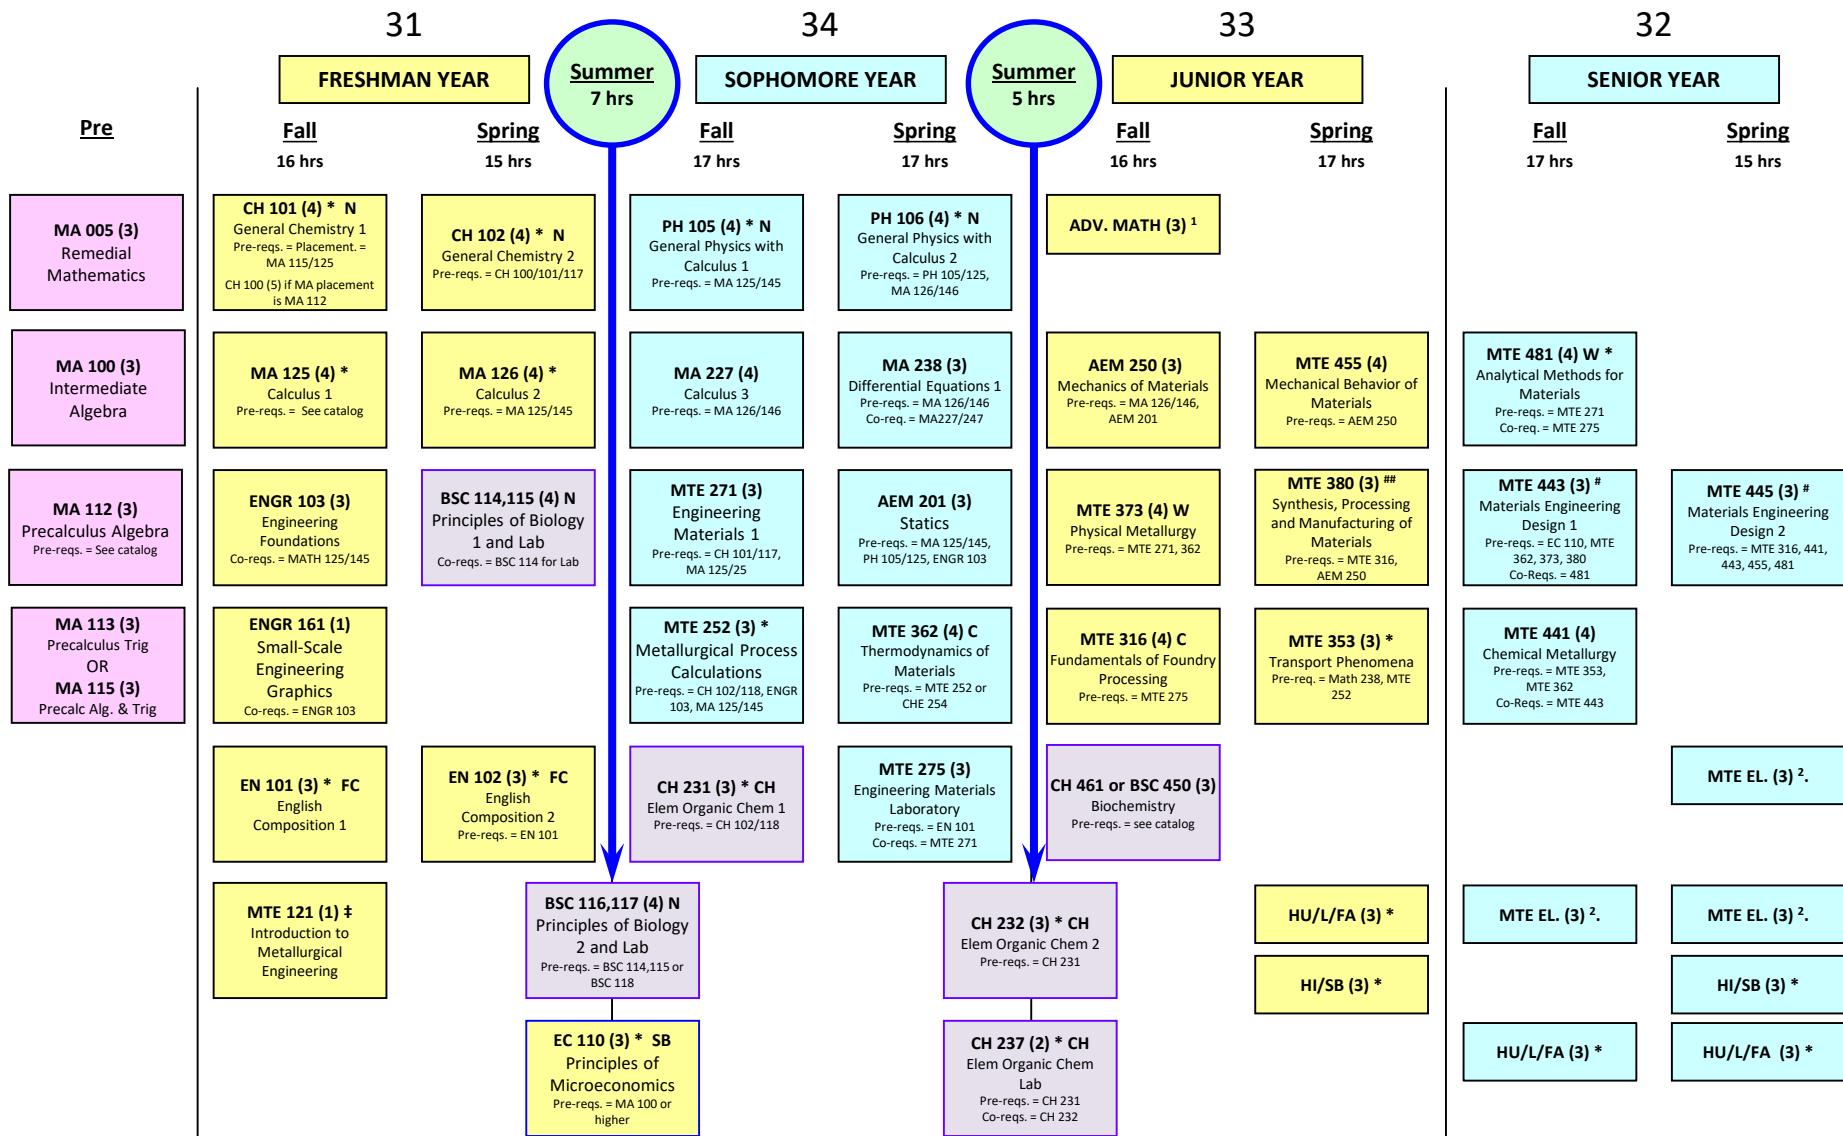 31
34
33
32
FRESHMAN YEAR
Summer
7 hrs
SOPHOMORE YEAR
Summer
5 hrs
JUNIOR YEAR
SENIOR YEAR
Pre
Fall
16 hrs
Spring
15 hrs
Fall
17 hrs
Spring
17 hrs
Fall
16 hrs
Spring
17 hrs
Fall
17 hrs
Spring
15 hrs
MA 005 (3)
Remedial
Mathematics
CH 101 (4) * N
General Chemistry 1
Pre-reqs. = Placement. =
MA 115/125
CH 100 (5) if MA placement
is MA 112
CH 102 (4) * N
General Chemistry 2
Pre-reqs. = CH 100/101/117
PH 105 (4) * N
General Physics with
Calculus 1
Pre-reqs. = MA 125/145
PH 106 (4) * N
General Physics with
Calculus 2
Pre-reqs. = PH 105/125,
MA 126/146
ADV. MATH (3) 1
MA 100 (3)
Intermediate
Algebra
MA 125 (4) *
Calculus 1
Pre-reqs. = See catalog
MA 126 (4) *
Calculus 2
Pre-reqs. = MA 125/145
MA 227 (4)
Calculus 3
Pre-reqs. = MA 126/146
MA 238 (3)
Differential Equations 1
Pre-reqs. = MA 126/146
Co-req. = MA227/247
AEM 250 (3)
Mechanics of Materials
Pre-reqs. = MA 126/146,
AEM 201
MTE 455 (4)
Mechanical Behavior of
Materials
Pre-reqs. = AEM 250
MTE 481 (4) W *
Analytical Methods for
Materials
Pre-reqs. = MTE 271
Co-req. = MTE 275
MA 112 (3)
Precalculus Algebra
Pre-reqs. = See catalog
ENGR 103 (3)
Engineering
Foundations
Co-reqs. = MATH 125/145
BSC 114,115 (4) N
Principles of Biology
1 and Lab
Co-reqs. = BSC 114 for Lab
MTE 271 (3)
Engineering
Materials 1
Pre-reqs. = CH 101/117,
MA 125/25
AEM 201 (3)
Statics
Pre-reqs. = MA 125/145,
PH 105/125, ENGR 103
MTE 373 (4) W
Physical Metallurgy
Pre-reqs. = MTE 271, 362
MTE 380 (3) ##
Synthesis, Processing
and Manufacturing of
Materials
Pre-reqs. = MTE 316,
AEM 250
MTE 443 (3) #
Materials Engineering
Design 1
Pre-reqs. = EC 110, MTE
362, 373, 380
Co-Reqs. = 481
MTE 445 (3) #
Materials Engineering
Design 2
Pre-reqs. = MTE 316, 441,
443, 455, 481
MA 113 (3)
Precalculus Trig
OR
MA 115 (3)
Precalc Alg. & Trig
ENGR 161 (1)
Small-Scale
Engineering
Graphics
Co-reqs. = ENGR 103
MTE 252 (3) *
Metallurgical Process
Calculations
Pre-reqs. = CH 102/118, ENGR
103, MA 125/145
MTE 362 (4) C
Thermodynamics of
Materials
Pre-reqs. = MTE 252 or
CHE 254
MTE 316 (4) C
Fundamentals of Foundry
Processing
Pre-reqs. = MTE 275
MTE 353 (3) *
Transport Phenomena
Pre-req. = Math 238, MTE
252
MTE 441 (4)
Chemical Metallurgy
Pre-reqs. = MTE 353,
MTE 362
Co-Reqs. = MTE 443
EN 101 (3) * FC
English
Composition 1
EN 102 (3) * FC
English
Composition 2
Pre-reqs. = EN 101
CH 231 (3) * CH
Elem Organic Chem 1
Pre-reqs. = CH 102/118
MTE 275 (3)
Engineering Materials
Laboratory
Pre-reqs. = EN 101
Co-reqs. = MTE 271
CH 461 or BSC 450 (3)
Biochemistry
Pre-reqs. = see catalog
MTE EL. (3) 2.
MTE 121 (1) ‡
Introduction to
Metallurgical
Engineering
BSC 116,117 (4) N
Principles of Biology
2 and Lab
Pre-reqs. = BSC 114,115 or
BSC 118
CH 232 (3) * CH
Elem Organic Chem 2
Pre-reqs. = CH 231
HU/L/FA (3) *
MTE EL. (3) 2.
MTE EL. (3) 2.
HI/SB (3) *
HI/SB (3) *
EC 110 (3) * SB
Principles of
Microeconomics
Pre-reqs. = MA 100 or
higher
CH 237 (2) * CH
Elem Organic Chem
Lab
Pre-reqs. = CH 231
Co-reqs. = CH 232
HU/L/FA (3) *
HU/L/FA (3) *